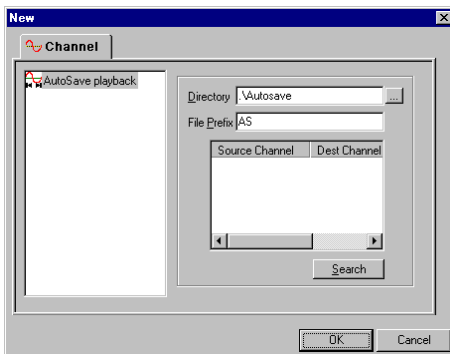 New
Channel
AutoSave playback
Directory .\Autosave ...
File Prefix AS
Source Channel Dest Channel
Search
OK Cancel